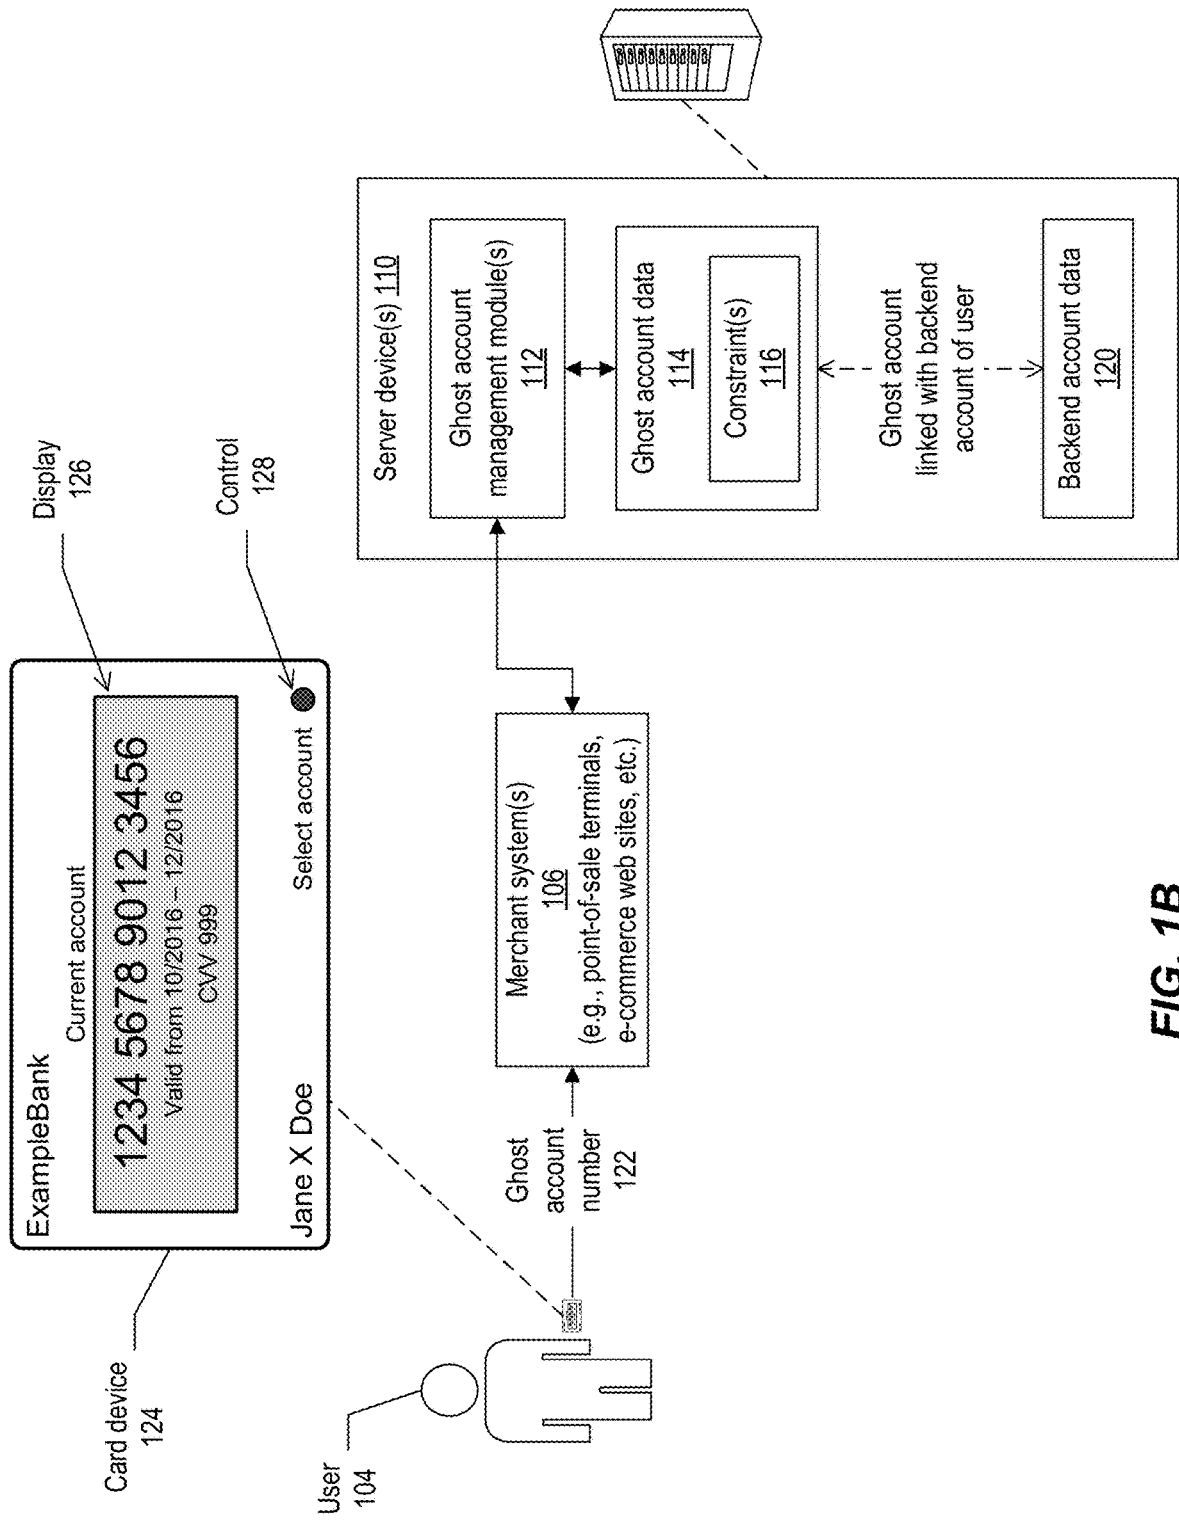 Card device
124
ExampleBank
Current account
1234 5678 9012 3456
Valid from 10/2016 – 12/2016
CVV 999
Jane X Doe
Select account
Display
126
Control
128
User
104
Ghost
account
number
122
Merchant system(s)
106
(e.g., point-of-sale terminals,
e-commerce web sites, etc.)
Server device(s) 110
Ghost account
management module(s)
112
Ghost account data
114
Constraint(s)
116
Ghost account
linked with backend
account of user
Backend account data
120
FIG. 1B